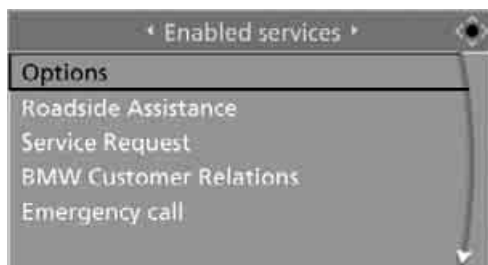 Enabled services
Options
Roadside Assistance
Service Request
BMW Customer Relations
Emergency call